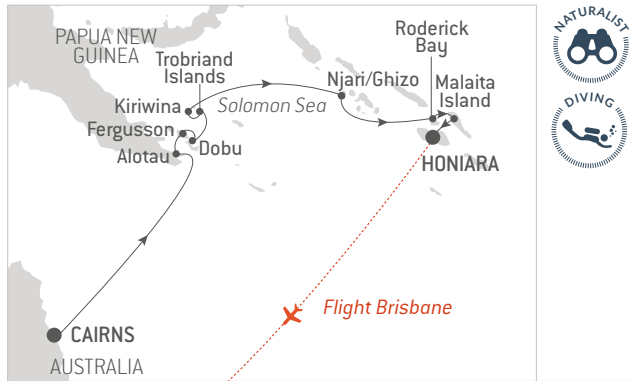 PAPUA NEW
GUINEA
Trobriand
Islands
Kiriwina
Fergusson
Alotau
Dobu
Solomon Sea
Njari/Ghizo
Roderick
Bay
Malaita
Island
HONIARA
Flight Brisbane
CAIRNS
AUSTRALIA
NATURALIST
DIVING